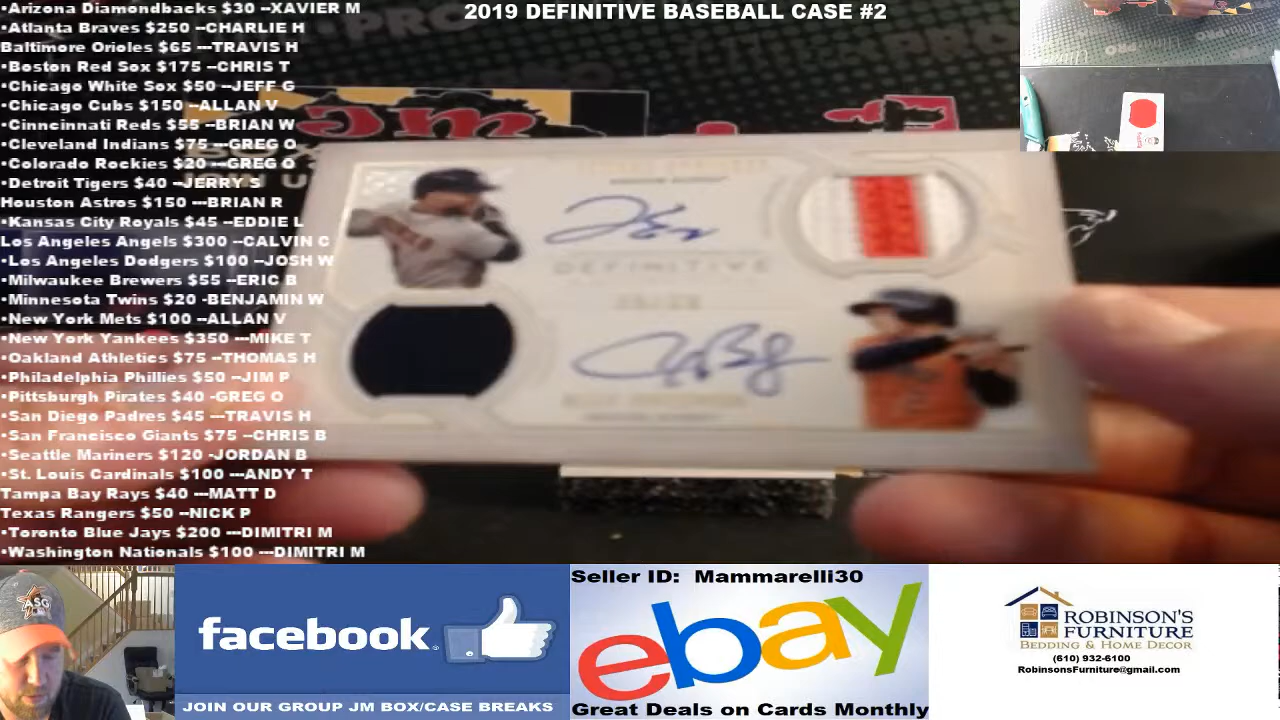 2019 DEFINITIVE BASEBALL CASE #2
•Arizona Diamondbacks $30 --XAVIER M
•Atlanta Braves $250 --CHARLIE H
Baltimore Orioles $65 ---TRAVIS H
•Boston Red Sox $175 --CHRIS T
•Chicago White Sox $50 --JEFF G
•Chicago Cubs $150 --ALLAN V
•Cinncinnati Reds $55 --BRIAN W
•Cleveland Indians $75 ---GREG O
•Colorado Rockies $20 ---GREG O
•Detroit Tigers $40 --JERRY S
Houston Astros $150 ---BRIAN R
•Kansas City Royals $45 --EDDIE L
Los Angeles Angels $300 --CALVIN C
•Los Angeles Dodgers $100 --JOSH W
•Milwaukee Brewers $55 --ERIC B
•Minnesota Twins $20 -BENJAMIN W
•New York Mets $100 --ALLAN V
•New York Yankees $350 ---MIKE T
•Oakland Athletics $75 --THOMAS H
•Philadelphia Phillies $50 --JIM P
•Pittsburgh Pirates $40 -GREG O
•San Diego Padres $45 ---TRAVIS H
•San Francisco Giants $75 --CHRIS B
•Seattle Mariners $120 -JORDAN B
•St. Louis Cardinals $100 ---ANDY T
Tampa Bay Rays $40 ---MATT D
Texas Rangers $50 --NICK P
•Toronto Blue Jays $200 ---DIMITRI M
•Washington Nationals $100 ---DIMITRI M
DEFINITIVE
ASG
facebook.
JOIN OUR GROUP JM BOX/CASE BREAKS
Seller ID: Mammarelli30
ebay
Great Deals on Cards Monthly
ROBINSON'S
FURNITURE
BEDDING & HOME DECOR
(610) 932-6100
RobinsonsFurniture@gmail.com